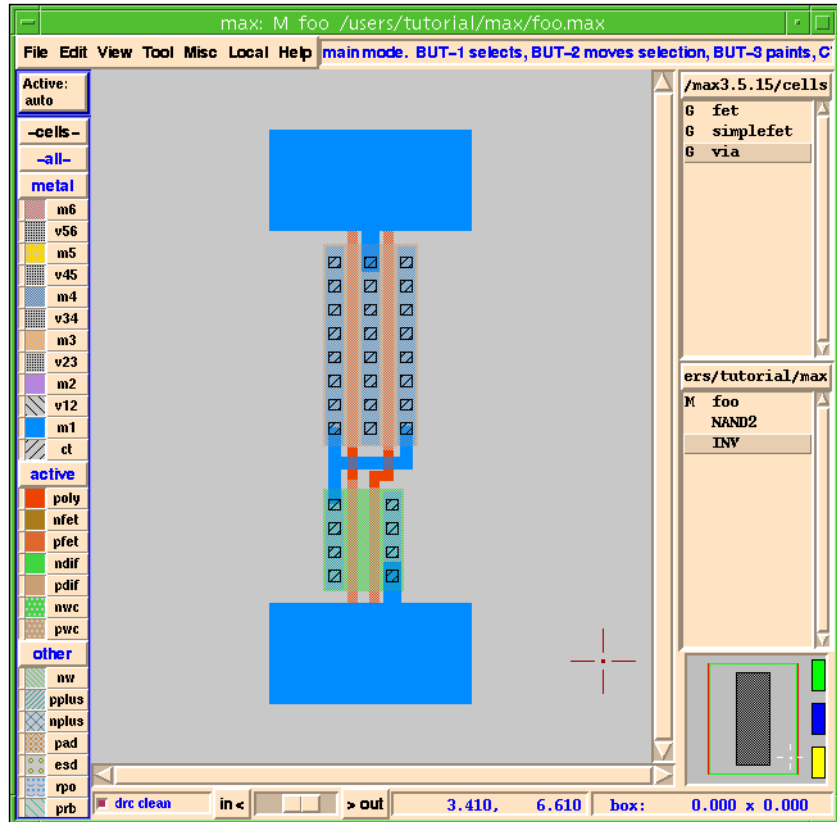 max: M foo /users/tutorial/max/foo.max
File Edit View Tool Misc Local Help main mode. BUT-1 selects, BUT-2 moves selection, BUT-3 paints, C
Active:
auto
-cells-
-all-
metal
m6
v56
m5
v45
m4
v34
m3
v23
m2
v12
m1
ct
active
poly
nfet
pfet
ndif
pdif
nwc
pwc
other
nw
pplus
nplus
pad
esd
rpo
prb
/max3.5.15/cells
G fet
G simplefet
G via
ers/tutorial/max
M foo
NAND2
INV
drc clean in < > out 3.410, 6.610 box: 0.000 x 0.000